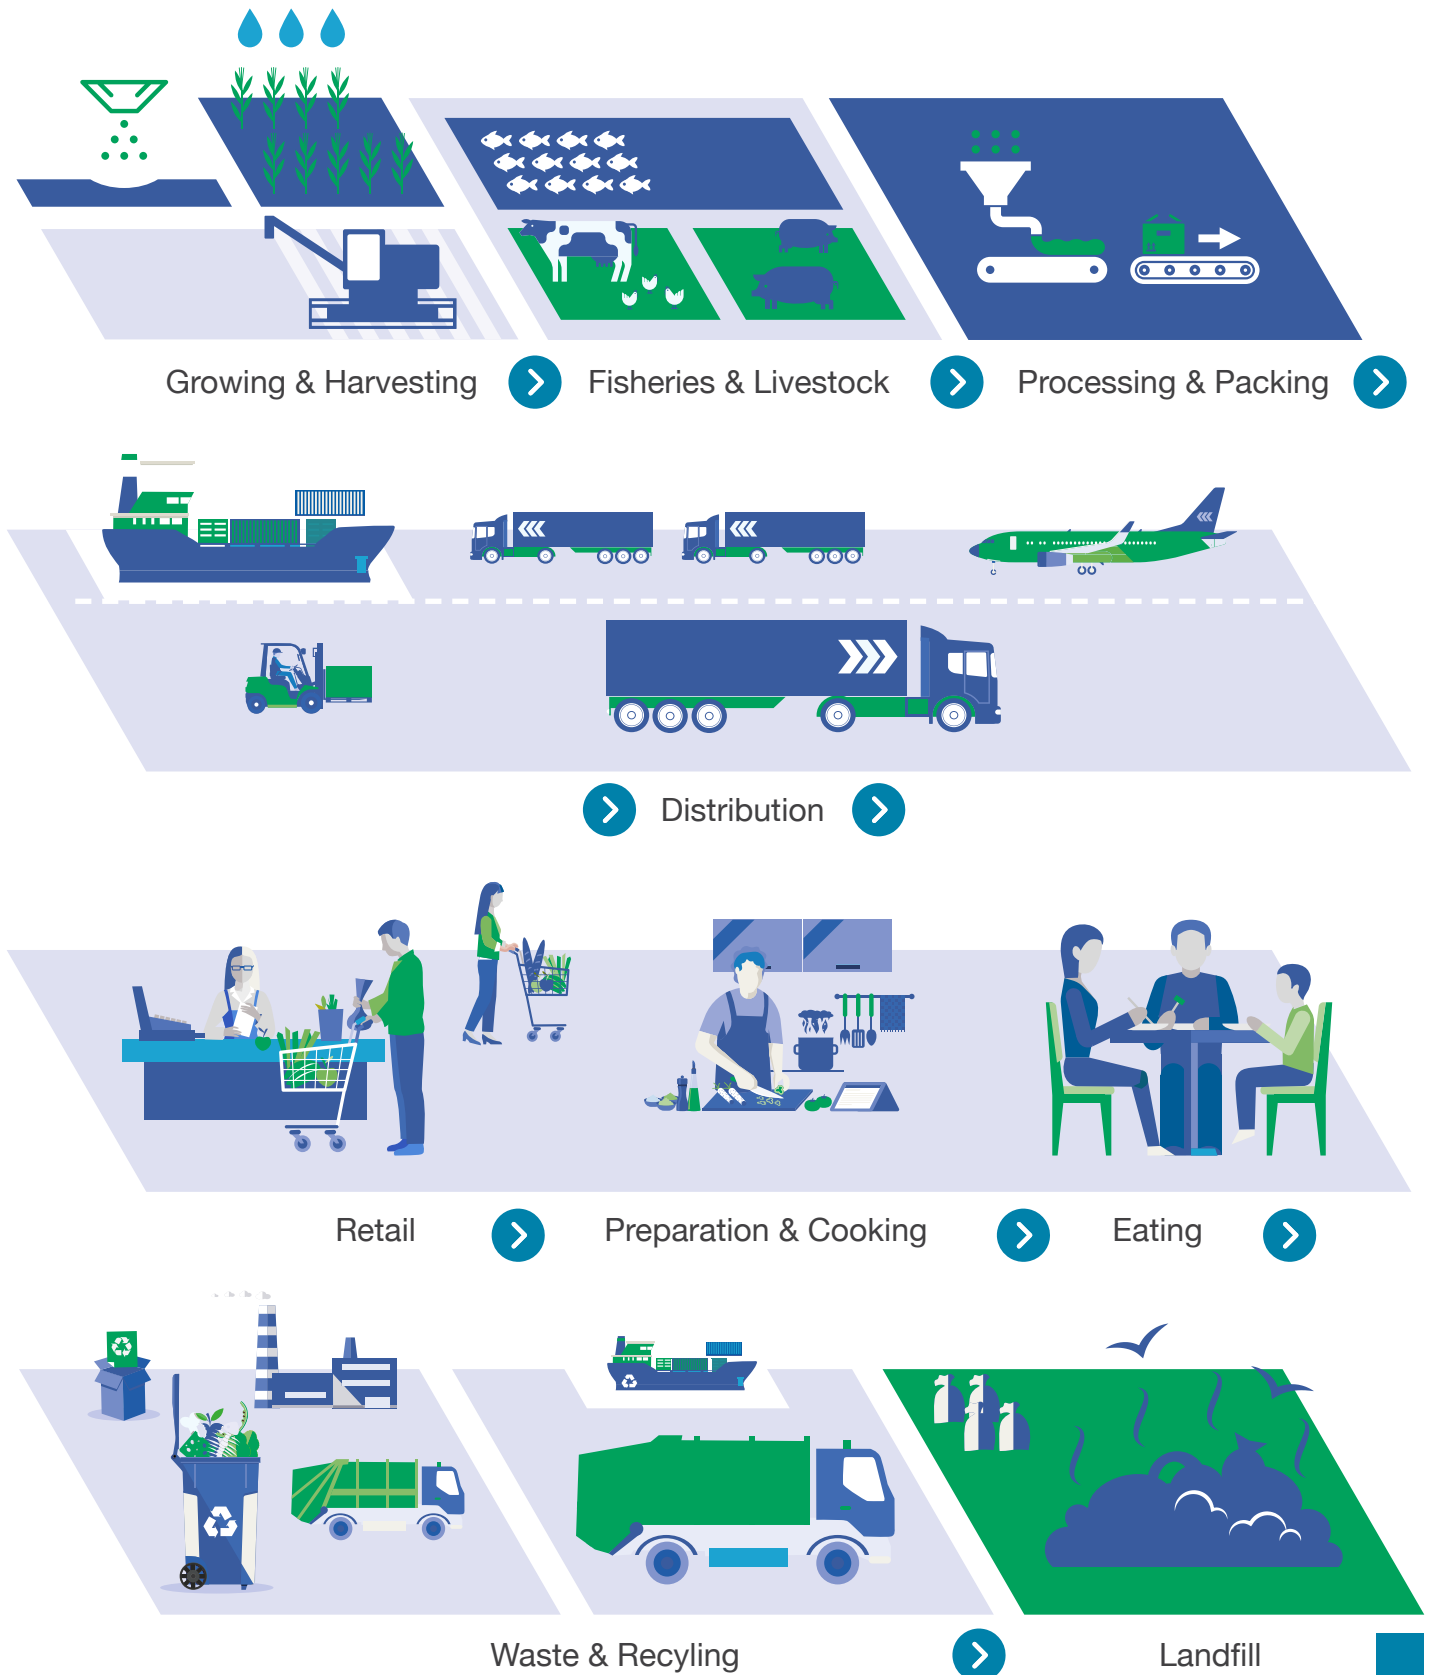 Growing & Harvesting
Fisheries & Livestock
Processing & Packing
Distribution
Retail
Preparation & Cooking
Eating
Waste & Recyling
Landfill